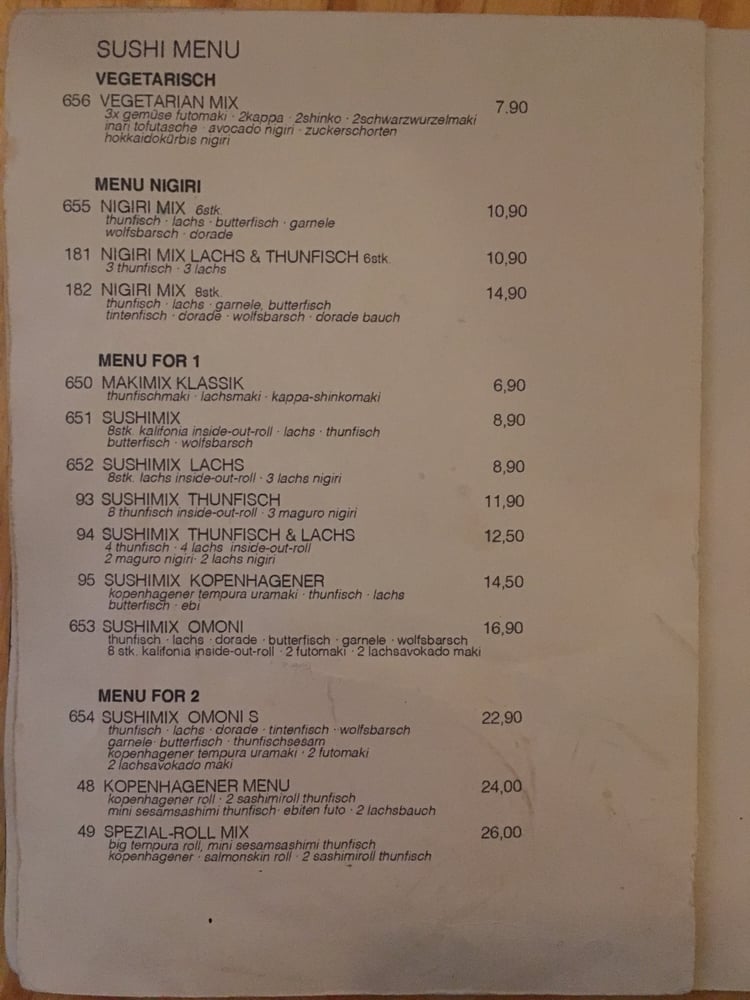 SUSHI MENU
VEGETARISCH
656 VEGETARIAN MIX 7.90
3x gemüse futomaki · 2kappa · 2shinko · 2schwarzwurzelmaki
inari tofutasche · avocado nigiri · zuckerschorten
hokkaidokürbis nigiri
MENU NIGIRI
655 NIGIRI MIX 6stk. 10,90
thunfisch · lachs · butterfisch · garnele
wolfsbarsch · dorade
181 NIGIRI MIX LACHS & THUNFISCH 6stk. 10,90
3 thunfisch · 3 lachs
182 NIGIRI MIX 8stk. 14,90
thunfisch · lachs · garnele, butterfisch
tintenfisch · dorade · wolfsbarsch · dorade bauch
MENU FOR 1
650 MAKIMIX KLASSIK 6,90
thunfischmaki · lachsmaki · kappa-shinkomaki
651 SUSHIMIX 8,90
8stk. kalifonia inside-out-roll · lachs · thunfisch
butterfisch · wolfsbarsch
652 SUSHIMIX LACHS 8,90
8stk. lachs inside-out-roll · 3 lachs nigiri
93 SUSHIMIX THUNFISCH 11,90
8 thunfisch inside-out-roll · 3 maguro nigiri
94 SUSHIMIX THUNFISCH & LACHS 12,50
4 thunfisch · 4 lachs inside-out-roll
2 maguro nigiri· 2 lachs nigiri
95 SUSHIMIX KOPENHAGENER 14,50
kopenhagener tempura uramaki · thunfisch · lachs
butterfisch · ebi
653 SUSHIMIX OMONI 16,90
thunfisch · lachs · dorade · butterfisch · garnele · wolfsbarsch
8 stk. kalifonia inside-out-roll · 2 futomaki · 2 lachsavokado maki
MENU FOR 2
654 SUSHIMIX OMONI S 22,90
thunfisch · lachs · dorade · tintenfisch · wolfsbarsch
garnele· butterfisch · thunfischsesam
kopenhagener tempura uramaki · 2 futomaki
2 lachsavokado maki
48 KOPENHAGENER MENU 24,00
kopenhagener roll · 2 sashimiroll thunfisch
mini sesamsashimi thunfisch· ebiten futo · 2 lachsbauch
49 SPEZIAL-ROLL MIX 26,00
big tempura roll, mini sesamsashimi thunfisch
kopenhagener · salmonskin roll · 2 sashimiroll thunfisch